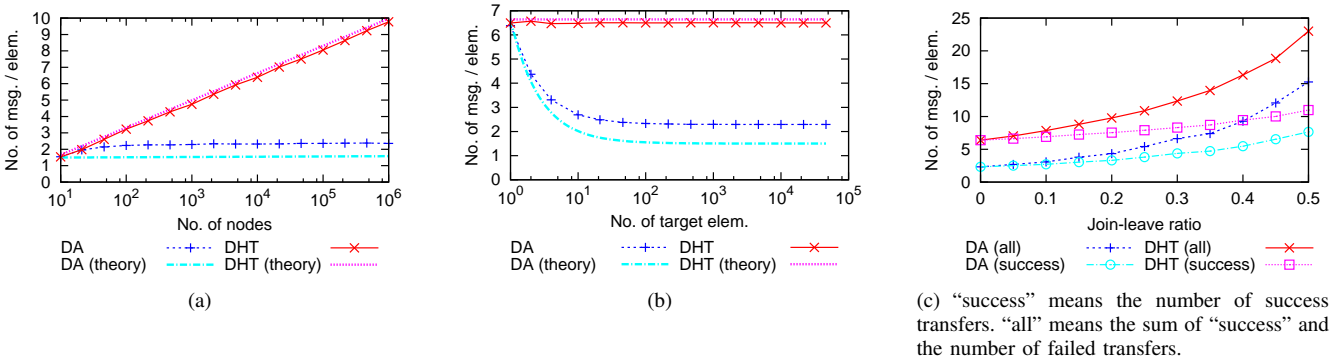 No. of msg. / elem.
10
9
8
7
6
5
4
3
2
1
0
10^1 10^2 10^3 10^4 10^5 10^6
No. of nodes
DA DHT
DA (theory) DHT (theory)
(a)
No. of msg. / elem.
7
6
5
4
3
2
1
0
10^0 10^1 10^2 10^3 10^4 10^5
No. of target elem.
DA DHT
DA (theory) DHT (theory)
(b)
No. of msg. / elem.
25
20
15
10
5
0
0 0.1 0.2 0.3 0.4 0.5
Join-leave ratio
DA (all) DHT (all)
DA (success) DHT (success)
(c) “success” means the number of success
transfers. “all” means the sum of “success” and
the number of failed transfers.